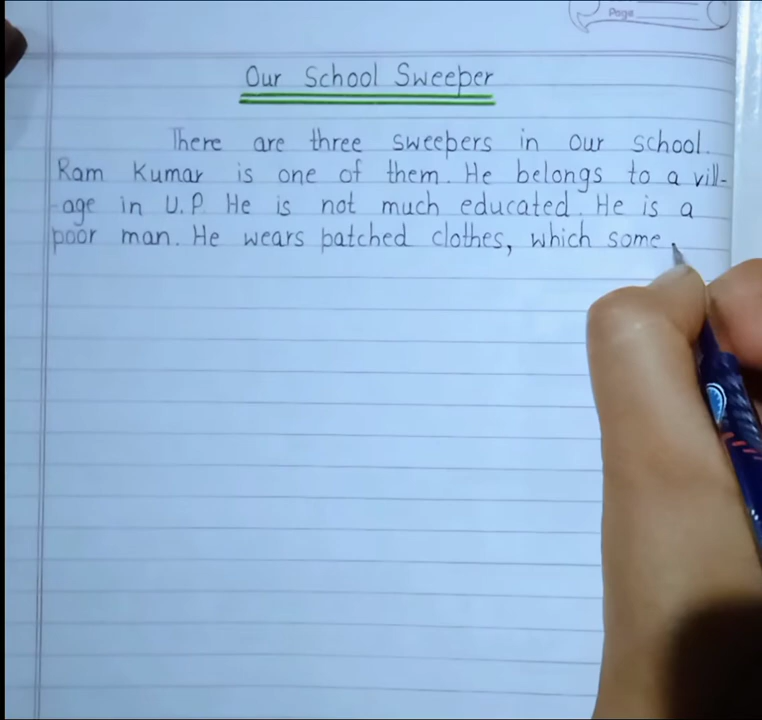 Page
Our School Sweeper
There are three sweepers in our school.
Ram Kumar is one of them. He belongs to a vill-
-age in U.P. He is not much educated. He is a
poor man. He wears patched clothes, which some